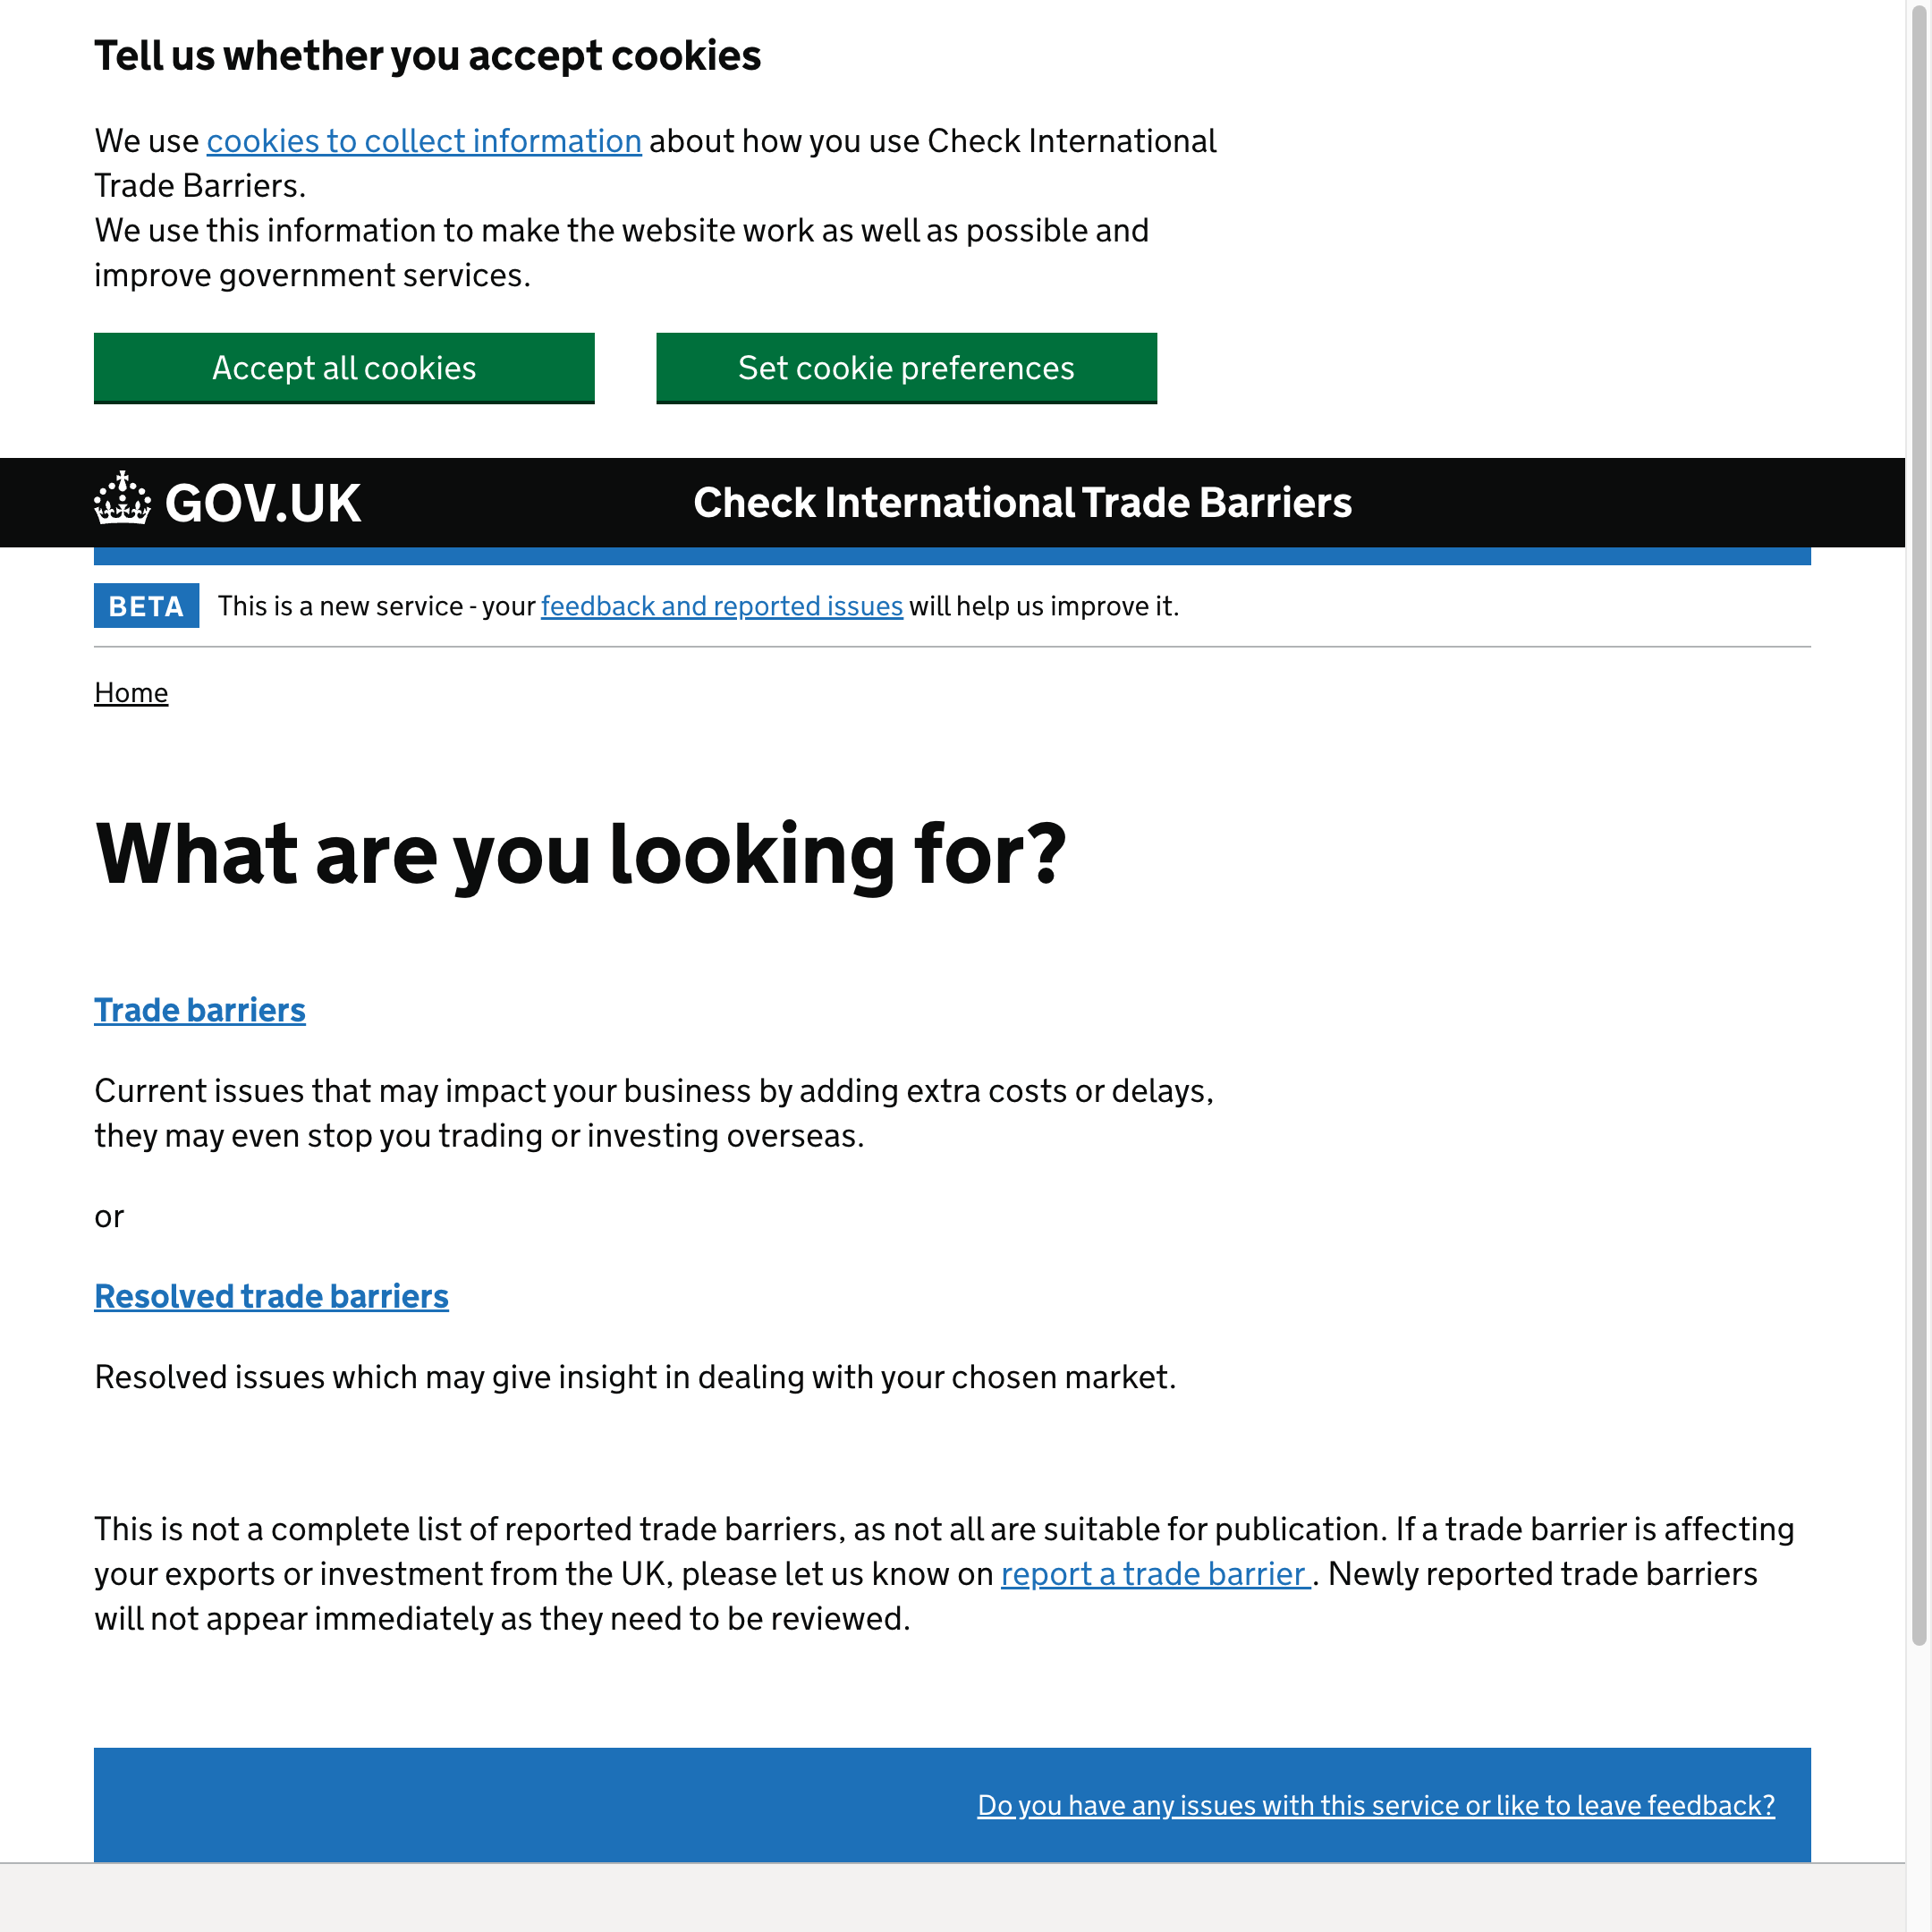 Tell us whether you accept cookies
We use cookies to collect information about how you use Check International
Trade Barriers.
We use this information to make the website work as well as possible and
improve government services.
Accept all cookies
Set cookie preferences
GOV.UK
Check International Trade Barriers
BETA
This is a new service - your feedback and reported issues will help us improve it.
Home
What are you looking for?
Trade barriers
Current issues that may impact your business by adding extra costs or delays,
they may even stop you trading or investing overseas.
or
Resolved trade barriers
Resolved issues which may give insight in dealing with your chosen market.
This is not a complete list of reported trade barriers, as not all are suitable for publication. If a trade barrier is affecting
your exports or investment from the UK, please let us know on report a trade barrier . Newly reported trade barriers
will not appear immediately as they need to be reviewed.
Do you have any issues with this service or like to leave feedback?